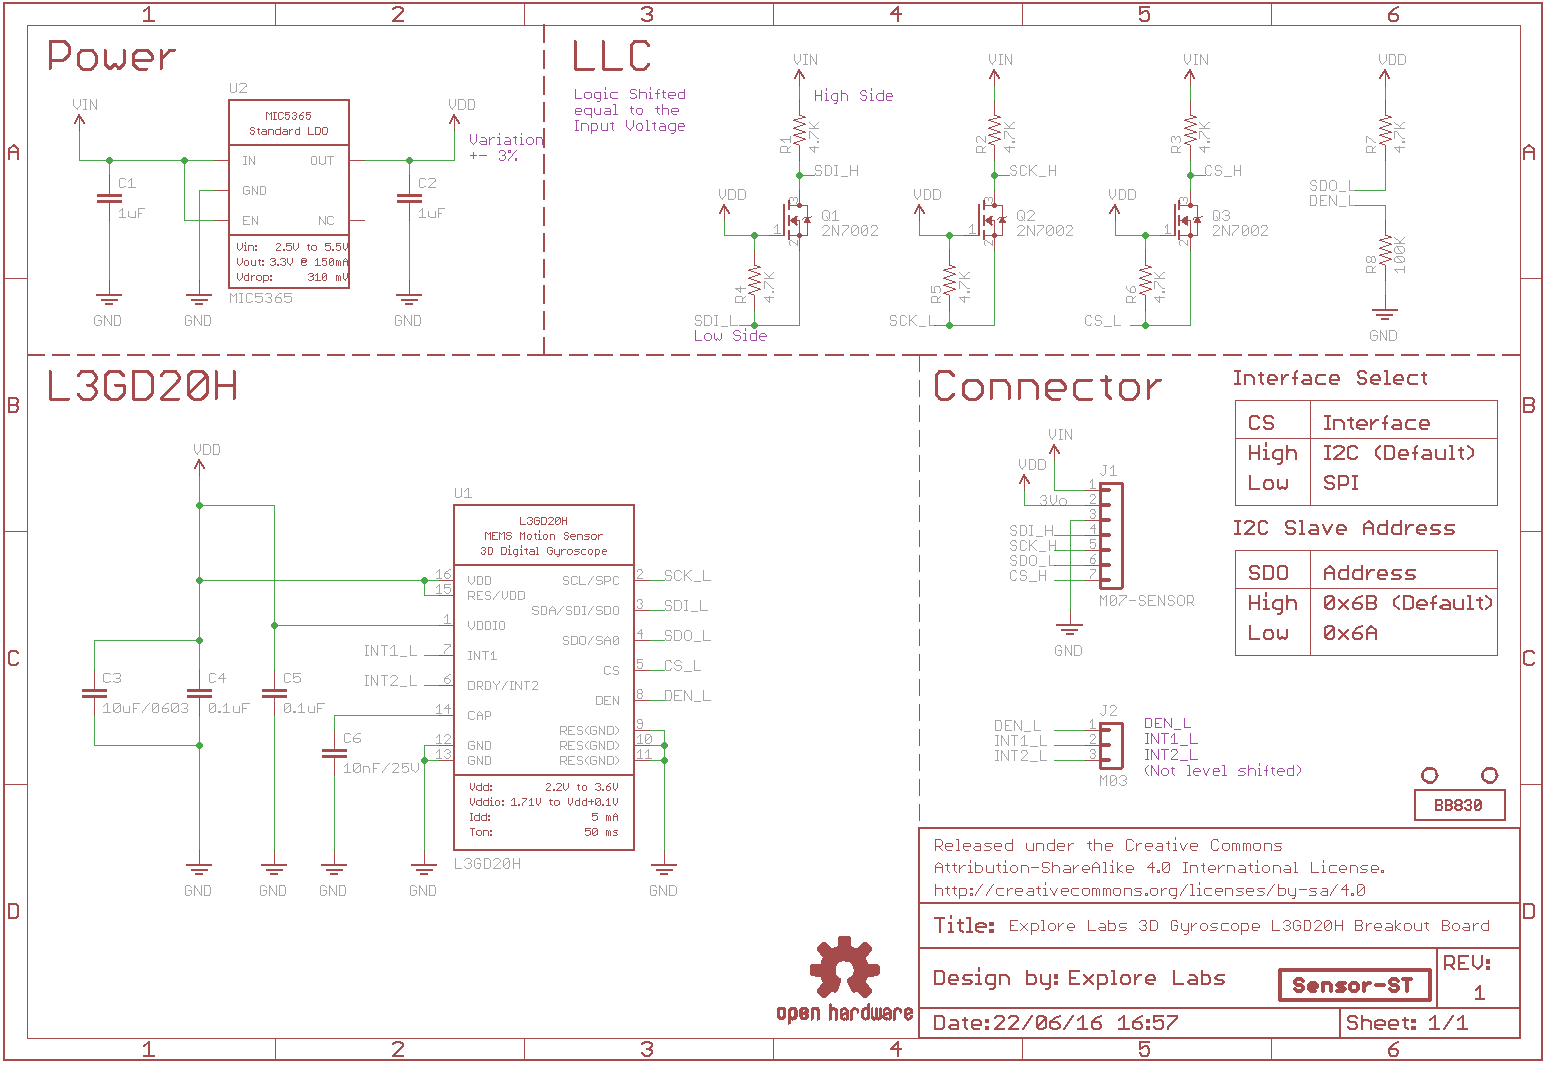 1 2 3 4 5 6
A
A
B
B
C
C
D
D
Power
U2
MIC5365
Standard LDO
VIN
VDD
Variation
+- 3%
IN
OUT
GND
EN
NC
C1
1uF
C2
1uF
Vin: 2.5V to 5.5V
Vout: 3.3V @ 150mA
Vdrop: 310 mV
MIC5365
GND
GND
GND
LLC
Logic Shifted
equal to the
Input Voltage
VIN
High Side
R1
4.7K
SDI_H
VDD
3
1
2
Q1
2N7002
R4
4.7K
SDI_L
Low Side
VIN
R2
4.7K
SCK_H
VDD
3
1
2
Q2
2N7002
R5
4.7K
SCK_L
VIN
R3
4.7K
CS_H
VDD
3
1
2
Q3
2N7002
R6
4.7K
CS_L
VDD
R7
4.7K
SDO_L
DEN_L
R8
100K
GND
L3GD20H
VDD
U1
L3GD20H
MEMS Motion Sensor
3D Digital Gyroscope
16 VDD
15 RES/VDD
1 VDDIO
INT1_L 7 INT1
INT2_L 6 DRDY/INT2
14 CAP
12 GND
13 GND
SCL/SPC 2 SCK_L
SDA/SDI/SDO 3 SDI_L
SDO/SA0 4 SDO_L
CS 5 CS_L
DEN 8 DEN_L
RES(GND) 9
RES(GND) 10
RES(GND) 11
Vdd: 2.2V to 3.6V
Vddio: 1.71V to Vdd+0.1V
Idd: 5 mA
Ton: 50 ms
L3GD20H
C3
10uF/0603
C4
0.1uF
C5
0.1uF
C6
10nF/25V
GND
GND
GND
GND
GND
Connector
VIN
VDD
J1
1
3Vo 2
3
SDI_H 4
SCK_H 5
SDO_L 6
CS_H 7
M07-SENSOR
GND
J2
DEN_L 1
INT1_L 2
INT2_L 3
M03
DEN_L
INT1_L
INT2_L
(Not level shifted)
Interface Select
CS Interface
High I2C (Default)
Low SPI
I2C Slave Address
SDO Address
High 0x6B (Default)
Low 0x6A
BB830
Released under the Creative Commons
Attribution-ShareAlike 4.0 International License.
http://creativecommons.org/licenses/by-sa/4.0
Title: Explore Labs 3D Gyroscope L3GD20H Breakout Board
Design by: Explore Labs
Sensor-ST
REV:
1
Date:22/06/16 16:57
Sheet: 1/1
open hardware
1 2 3 4 5 6